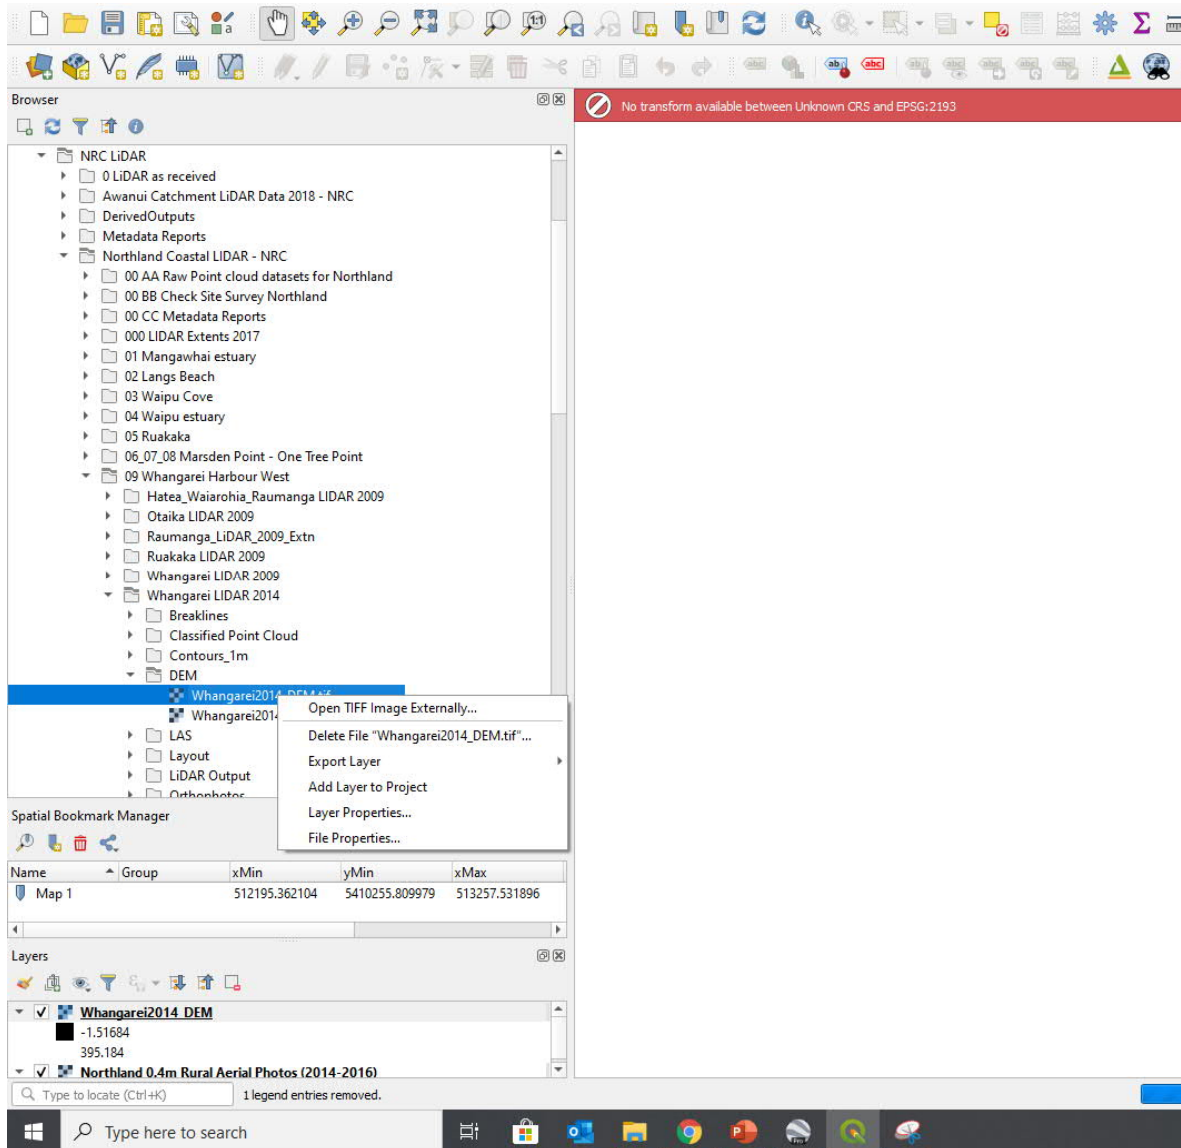 Browser
No transform available between Unknown CRS and EPSG:2193
NRC LiDAR
0 LiDAR as received
Awanui Catchment LiDAR Data 2018 - NRC
DerivedOutputs
Metadata Reports
Northland Coastal LIDAR - NRC
00 AA Raw Point cloud datasets for Northland
00 BB Check Site Survey Northland
00 CC Metadata Reports
000 LIDAR Extents 2017
01 Mangawhai estuary
02 Langs Beach
03 Waipu Cove
04 Waipu estuary
05 Ruakaka
06_07_08 Marsden Point - One Tree Point
09 Whangarei Harbour West
Hatea_Waiarohia_Raumanga LIDAR 2009
Otaika LIDAR 2009
Raumanga_LiDAR_2009_Extn
Ruakaka LIDAR 2009
Whangarei LIDAR 2009
Whangarei LIDAR 2014
Breaklines
Classified Point Cloud
Contours_1m
DEM
Whangarei2014_DEM.tif
Whangarei201
LAS
Layout
LiDAR Output
Orthophotos
Open TIFF Image Externally...
Delete File "Whangarei2014_DEM.tif"...
Export Layer
Add Layer to Project
Layer Properties...
File Properties...
Spatial Bookmark Manager
Name Group xMin yMin xMax
Map 1 512195.362104 5410255.809979 513257.531896
Layers
Whangarei2014_DEM
-1.51684
395.184
Northland 0.4m Rural Aerial Photos (2014-2016)
Type to locate (Ctrl+K) 1 legend entries removed.
Type here to search